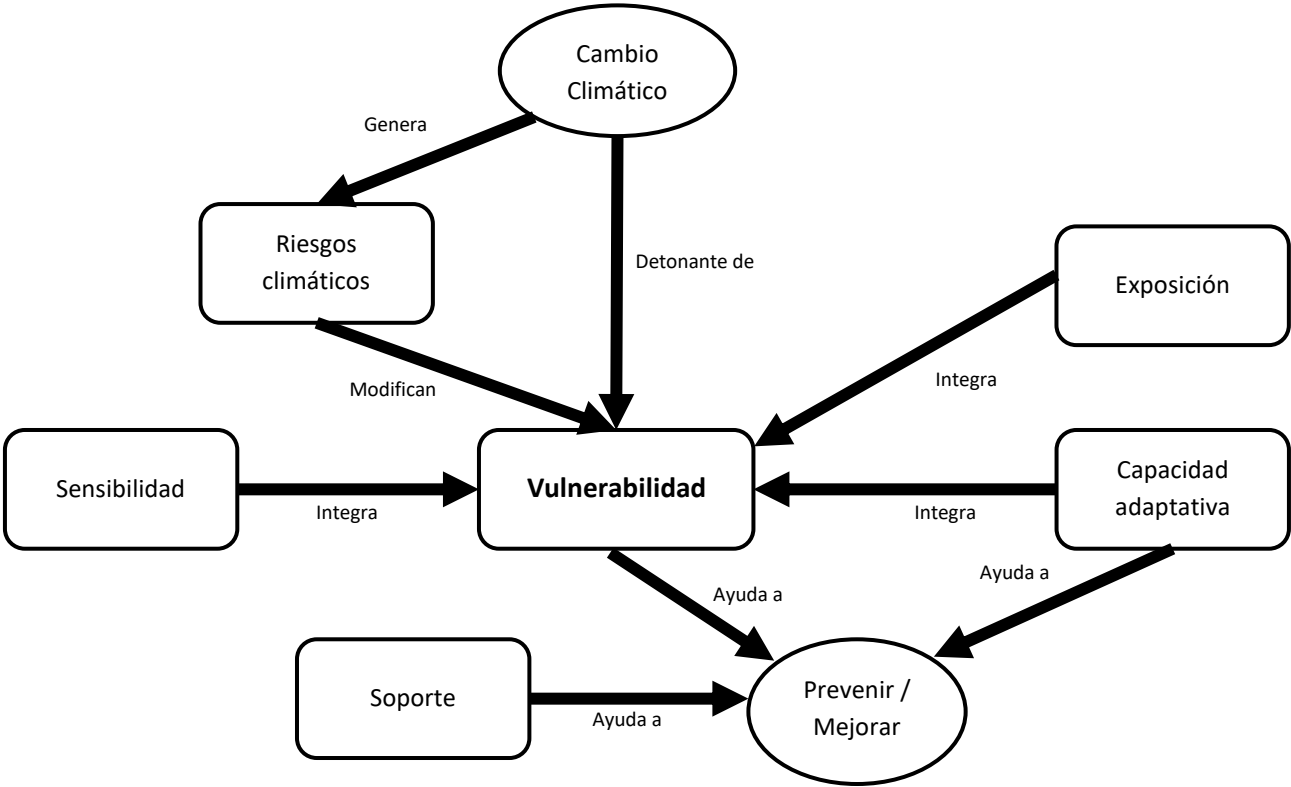 Cambio
Climático
Genera
Riesgos
climáticos
Detonante de
Exposición
Modifican
Integra
Sensibilidad
Integra
Vulnerabilidad
Integra
Capacidad
adaptativa
Ayuda a
Ayuda a
Soporte
Ayuda a
Prevenir /
Mejorar